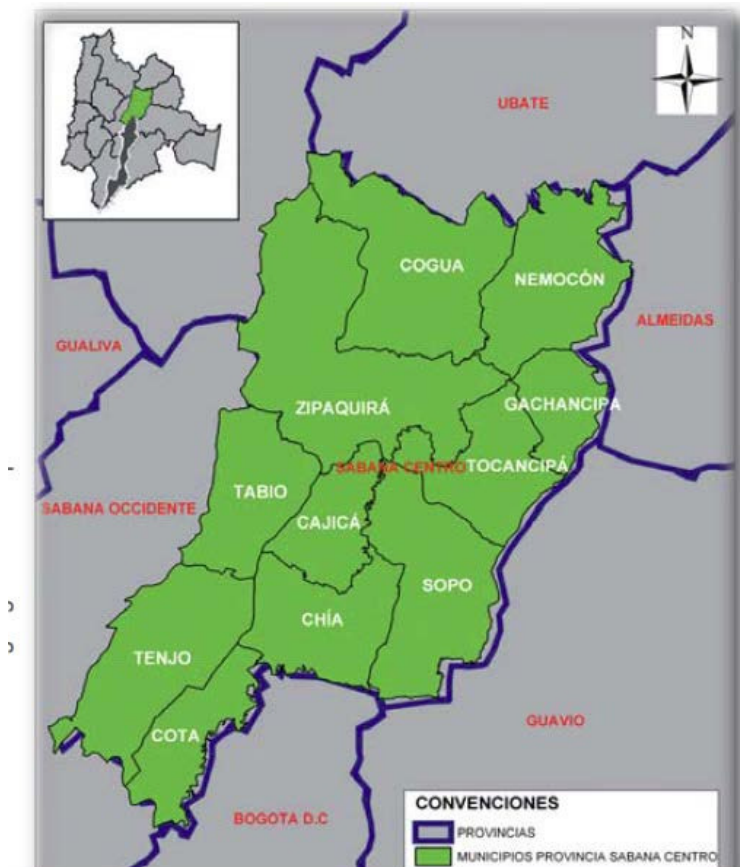 N
UBATE
COGUA
NEMOCÓN
ALMEIDAS
GUALIVA
ZIPAQUIRÁ
GACHANCIPA
SABANA CENTRO
TOCANCIPÁ
TABIO
SABANA OCCIDENTE
CAJICÁ
SOPO
CHÍA
TENJO
GUAVIO
COTA
BOGOTA D.C
CONVENCIONES
PROVINCIAS
MUNICIPIOS PROVINCIA SABANA CENTRO